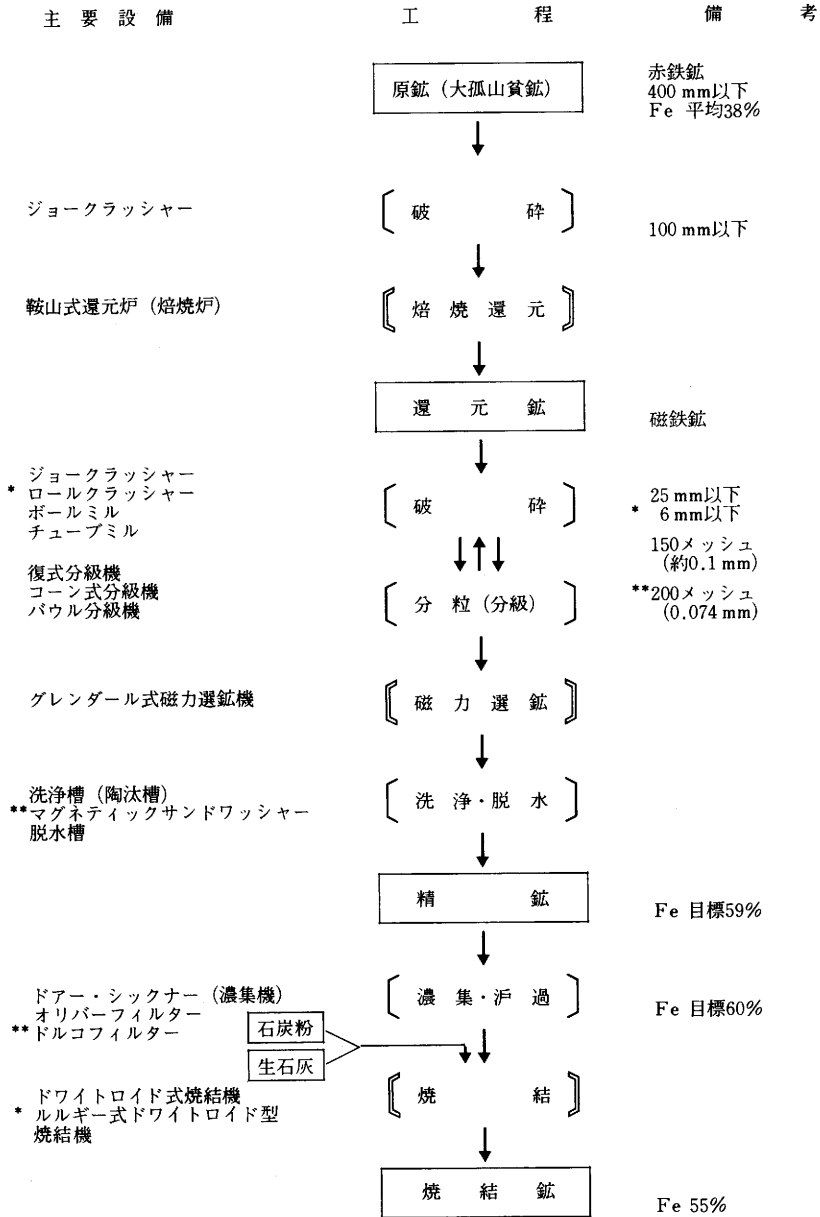 主要設備 工程 備考
原鉱(大孤山貧鉱)
赤鉄鉱
400 mm以下
Fe 平均38%
ジョークラッシャー
破砕
100 mm以下
鞍山式還元炉(焙焼炉)
焙焼還元
還元鉱
磁鉄鉱
ジョークラッシャー
* ロールクラッシャー
ボールミル
チューブミル
破砕
25 mm以下
* 6 mm以下
150メッシュ
(約0.1 mm)
復式分級機
コーン式分級機
バウル分級機
分粒(分級)
**200メッシュ
(0.074 mm)
グレンダール式磁力選鉱機
磁力選鉱
洗浄槽(陶汰槽)
**マグネティックサンドワッシャー
脱水槽
洗浄・脱水
精鉱
Fe 目標59%
ドアー・シックナー(濃集機)
オリバーフィルター
**ドルコフィルター
濃集・沪過
Fe 目標60%
石炭粉
生石灰
ドワイトロイド式焼結機
* ルルギー式ドワイトロイド型
焼結機
焼結
焼結鉱
Fe 55%